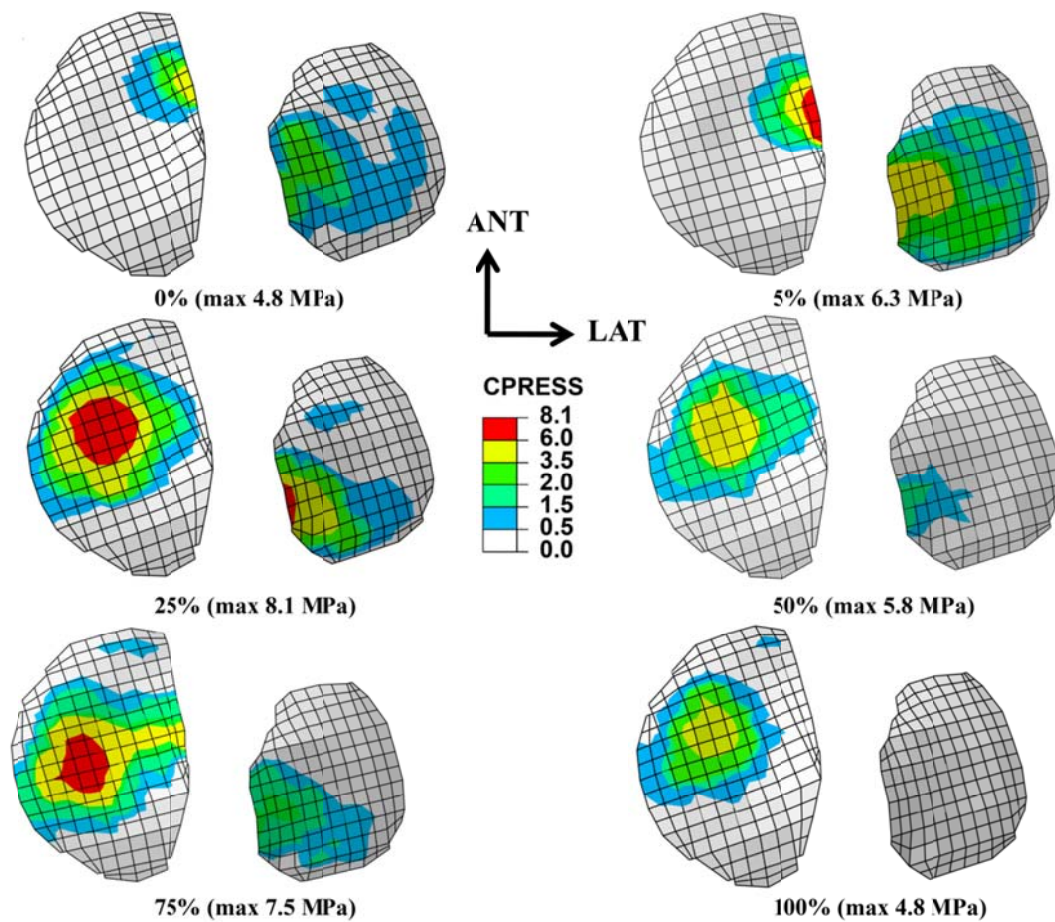 ANT
0% (max 4.8 MPa)
5% (max 6.3 MPa)
LAT
CPRESS
8.1
6.0
3.5
2.0
1.5
0.5
0.0
25% (max 8.1 MPa)
50% (max 5.8 MPa)
75% (max 7.5 MPa)
100% (max 4.8 MPa)